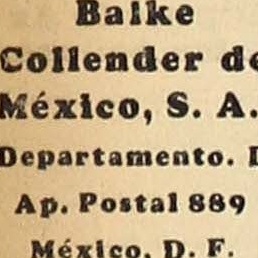 Balke
Collender de
México, S. A.
Departamento. D
Ap. Postal 889
México, D. F.